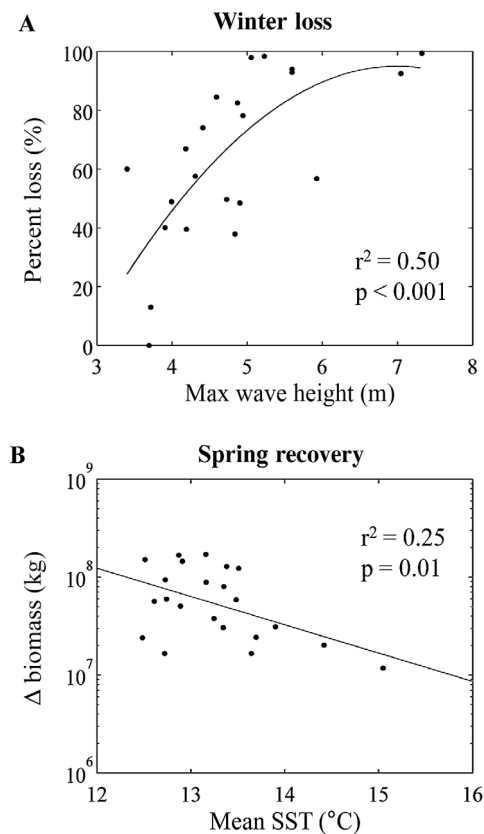 A
Winter loss
100
80
60
40
20
0
Percent loss (%)
r² = 0.50
p < 0.001
3 4 5 6 7 8
Max wave height (m)
B
Spring recovery
10⁹
10⁸
10⁷
10⁶
Δ biomass (kg)
r² = 0.25
p = 0.01
12 13 14 15 16
Mean SST (°C)